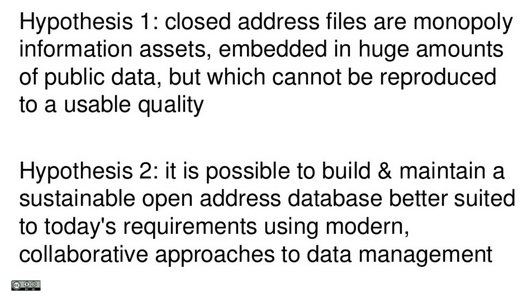 Hypothesis 1: closed address files are monopoly
information assets, embedded in huge amounts
of public data, but which cannot be reproduced
to a usable quality
Hypothesis 2: it is possible to build & maintain a
sustainable open address database better suited
to today's requirements using modern,
collaborative approaches to data management